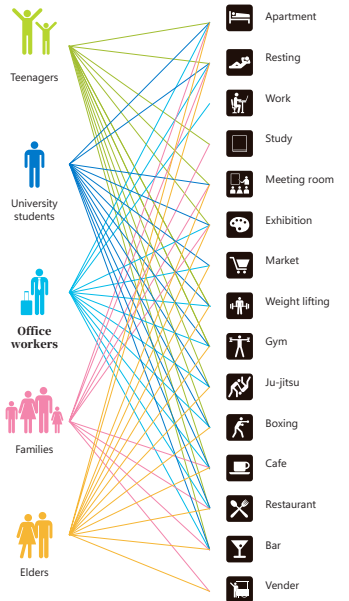 Teenagers
University
students
Office
workers
Families
Elders
Apartment
Resting
Work
Study
Meeting room
Exhibition
Market
Weight lifting
Gym
Ju-jitsu
Boxing
Cafe
Restaurant
Bar
Vender